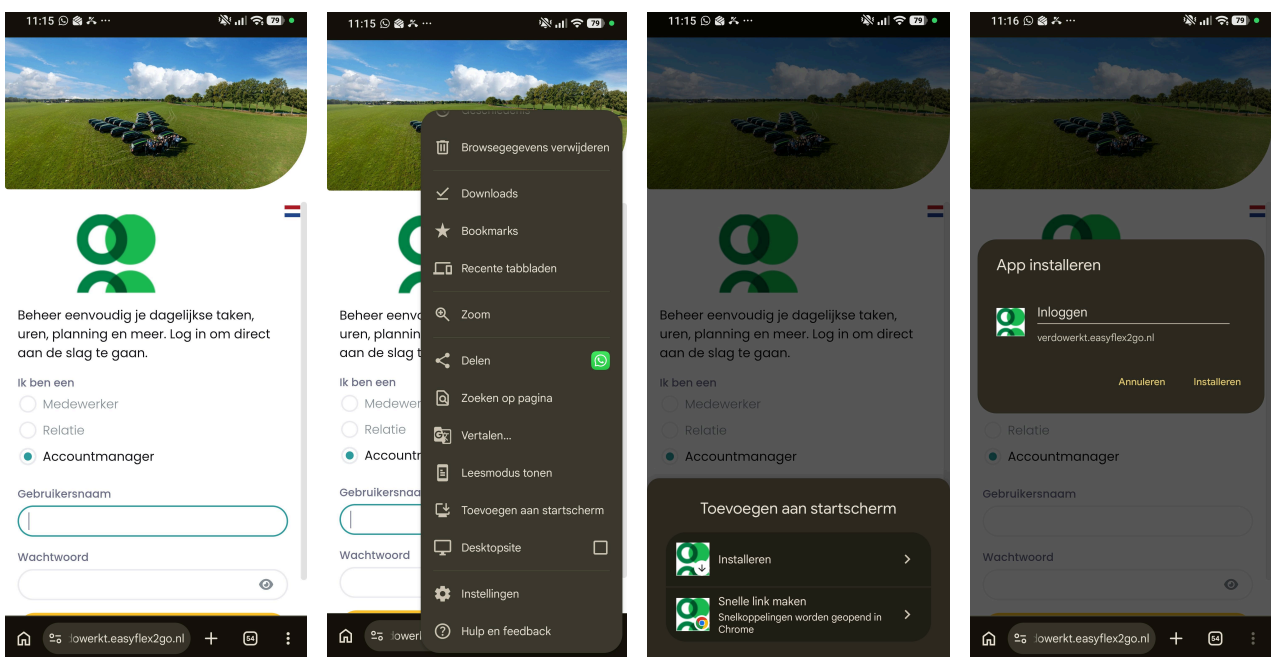 11:15
79
Beheer eenvoudig je dagelijkse taken,
uren, planning en meer. Log in om direct
aan de slag te gaan.
Ik ben een
Medewerker
Relatie
Accountmanager
Gebruikersnaam
Wachtwoord
lowerkt.easyflex2go.nl
54
11:15
79
Browsegegevens verwijderen
Downloads
Bookmarks
Recente tabbladen
Zoom
Delen
Zoeken op pagina
Vertalen...
Leesmodus tonen
Toevoegen aan startscherm
Desktopsite
Instellingen
Hulp en feedback
Beheer eenvo
uren, plannin
aan de slag t
Ik ben een
Medewer
Relatie
Account
Gebruikersnaa
Wachtwoord
lowerl
11:15
79
Beheer eenvoudig je dagelijkse taken,
uren, planning en meer. Log in om direct
aan de slag te gaan.
Ik ben een
Medewerker
Relatie
Accountmanager
Toevoegen aan startscherm
Installeren
Snelle link maken
Snelkoppelingen worden geopend in
Chrome
11:16
79
App installeren
Inloggen
verdowerkt.easyflex2go.nl
Annuleren Installeren
Relatie
Accountmanager
Gebruikersnaam
Wachtwoord
lowerkt.easyflex2go.nl
54